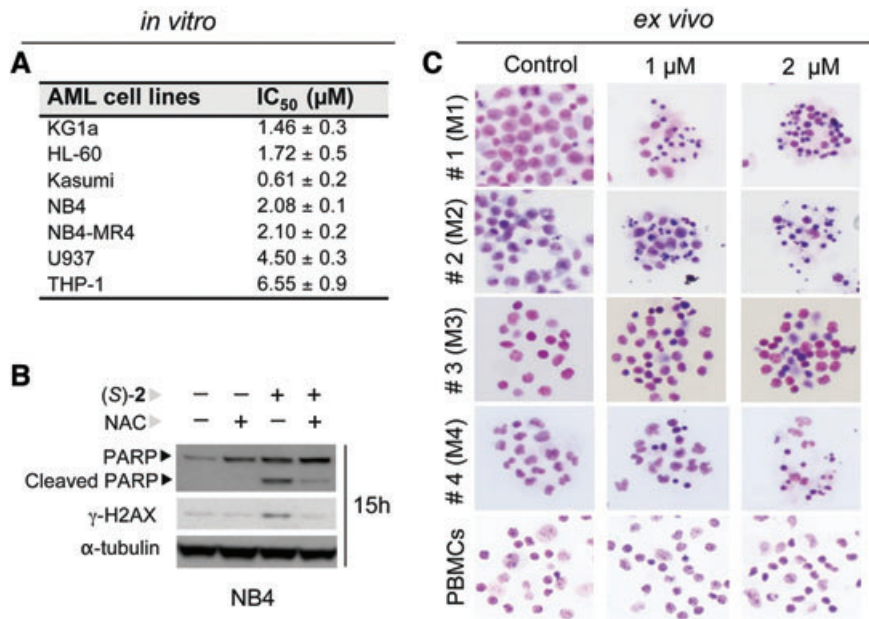 in vitro
A
AML cell lines IC50 (µM)
KG1a 1.46 ± 0.3
HL-60 1.72 ± 0.5
Kasumi 0.61 ± 0.2
NB4 2.08 ± 0.1
NB4-MR4 2.10 ± 0.2
U937 4.50 ± 0.3
THP-1 6.55 ± 0.9
B
(S)-2 − − + +
NAC − + − +
PARP
Cleaved PARP
γ-H2AX
α-tubulin
15h
NB4
ex vivo
C
Control 1 µM 2 µM
# 1 (M1)
# 2 (M2)
# 3 (M3)
# 4 (M4)
PBMCs